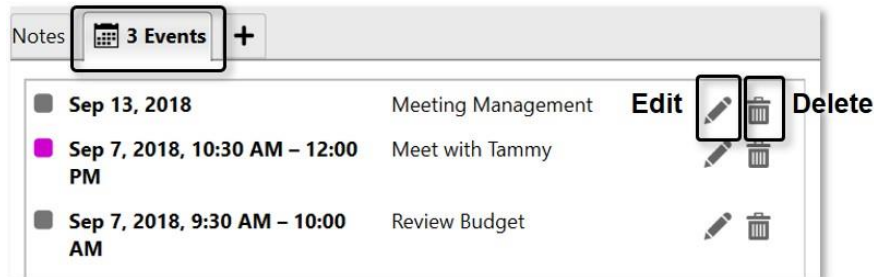 Notes 3 Events +
Sep 13, 2018 Meeting Management Edit Delete
Sep 7, 2018, 10:30 AM – 12:00 Meet with Tammy
PM
Sep 7, 2018, 9:30 AM – 10:00 Review Budget
AM